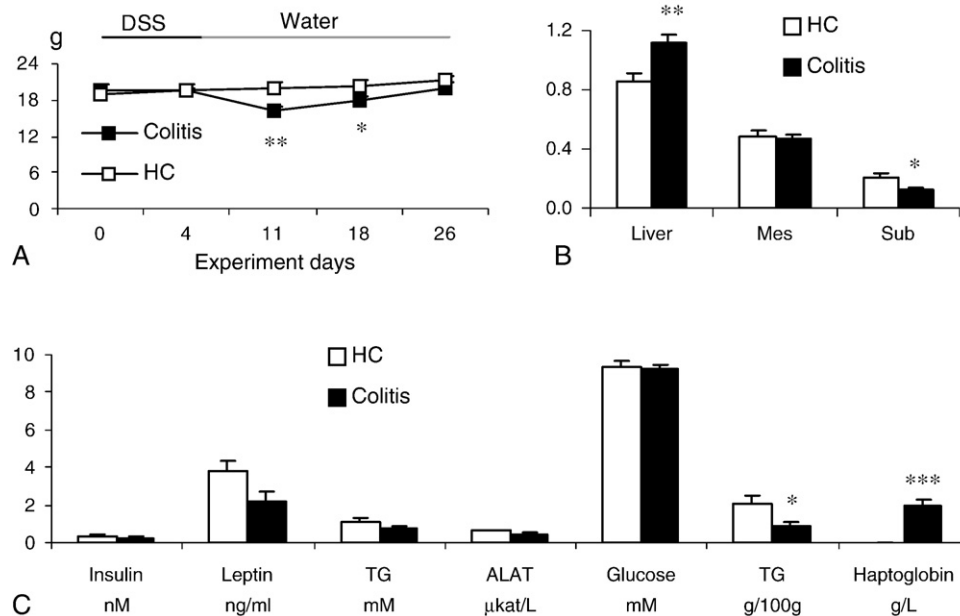 DSS Water
g
24
18
12
6
0
Colitis
HC
** *
0 4 11 18 26
Experiment days
A
1.2
0.8
0.4
0.0
**
*
HC
Colitis
Liver Mes Sub
B
10
8
6
4
2
0
HC
Colitis
* ***
Insulin Leptin TG ALAT Glucose TG Haptoglobin
nM ng/ml mM μkat/L mM g/100g g/L
C